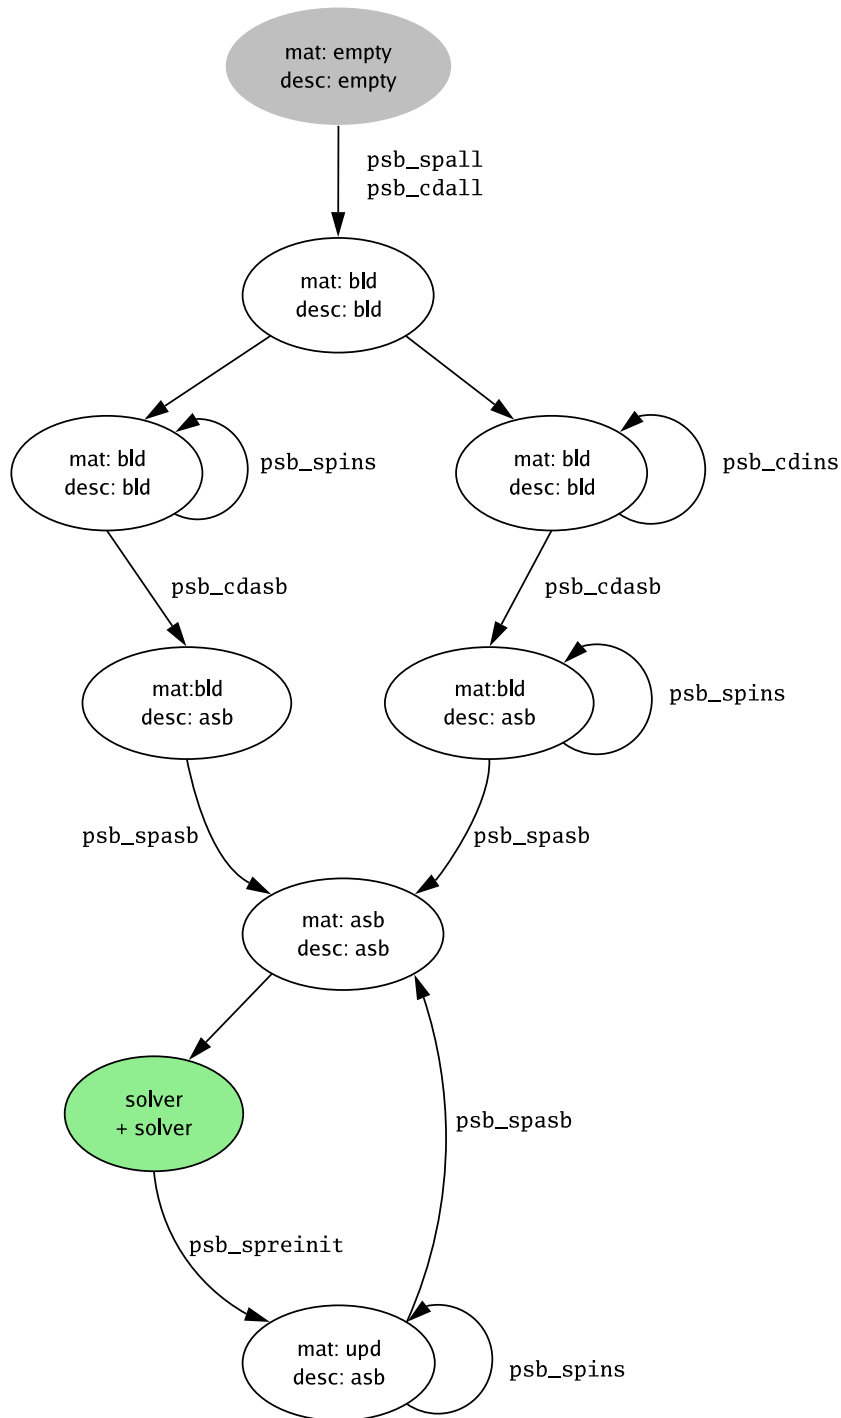 mat: empty
desc: empty
psb_spall
psb_cdall
mat: bld
desc: bld
mat: bld
desc: bld
psb_spins
mat: bld
desc: bld
psb_cdins
psb_cdasb
psb_cdasb
mat:bld
desc: asb
mat:bld
desc: asb
psb_spins
psb_spasb
psb_spasb
mat: asb
desc: asb
solver
+ solver
psb_spasb
psb_spreinit
mat: upd
desc: asb
psb_spins